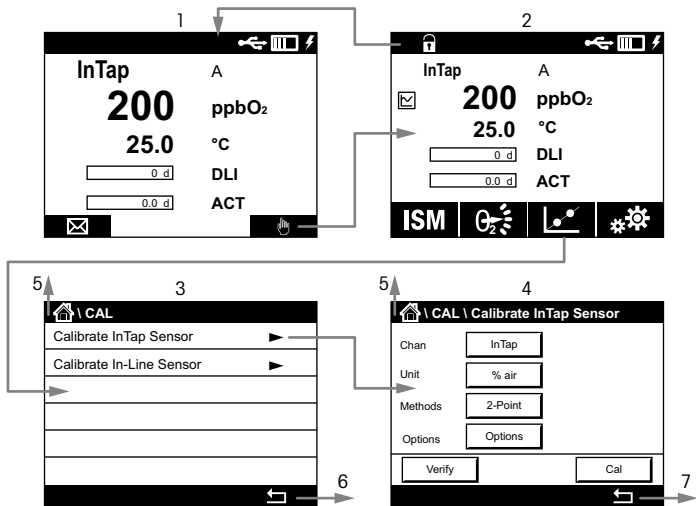 1
InTap A
200 ppbO₂
25.0 °C
0 d DLI
0.0 d ACT
2
InTap A
200 ppbO₂
25.0 °C
0 d DLI
0.0 d ACT
ISM O₂
5
3
\ CAL
Calibrate InTap Sensor
Calibrate In-Line Sensor
6
5
4
\ CAL \ Calibrate InTap Sensor
Chan InTap
Unit % air
Methods 2-Point
Options Options
Verify Cal
7